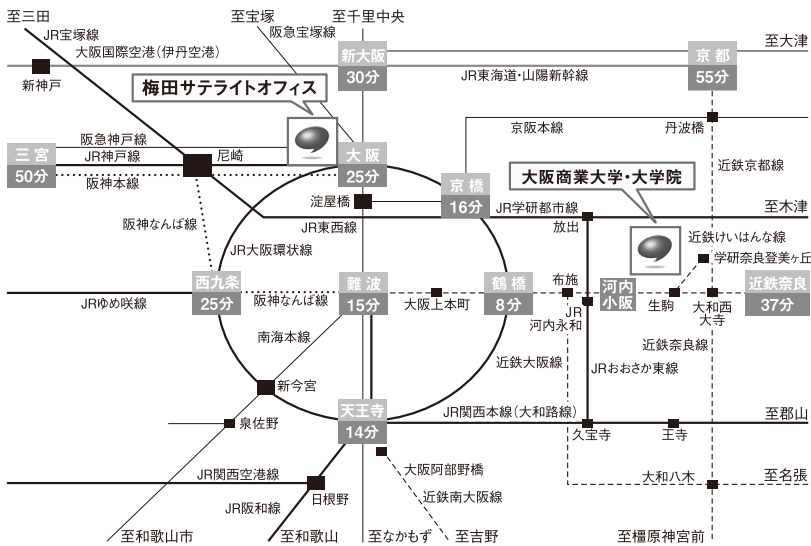 至三田
至宝塚
至千里中央
JR宝塚線
大阪国際空港(伊丹空港)
阪急宝塚線
新大阪
30分
京都
55分
至大津
新神戸
JR東海道・山陽新幹線
梅田サテライトオフィス
京阪本線
丹波橋
阪急神戸線
三宮
50分
JR神戸線
尼崎
阪神本線
大阪
25分
近鉄京都線
京橋
16分
大阪商業大学・大学院
淀屋橋
JR学研都市線
至木津
阪神なんば線
JR東西線
放出
JR大阪環状線
近鉄けいはんな線
学研奈良登美ヶ丘
西九条
25分
難波
15分
鶴橋
8分
布施
河内
小阪
近鉄奈良
37分
JRゆめ咲線
阪神なんば線
大阪上本町
JR
河内永和
生駒
大和西
大寺
南海本線
近鉄大阪線
近鉄奈良線
JRおおさか東線
新今宮
天王寺
14分
JR関西本線(大和路線)
至郡山
泉佐野
久宝寺
王寺
大阪阿部野橋
JR関西空港線
大和八木
至名張
日根野
近鉄南大阪線
JR阪和線
至和歌山市
至和歌山
至なかもず
至吉野
至橿原神宮前